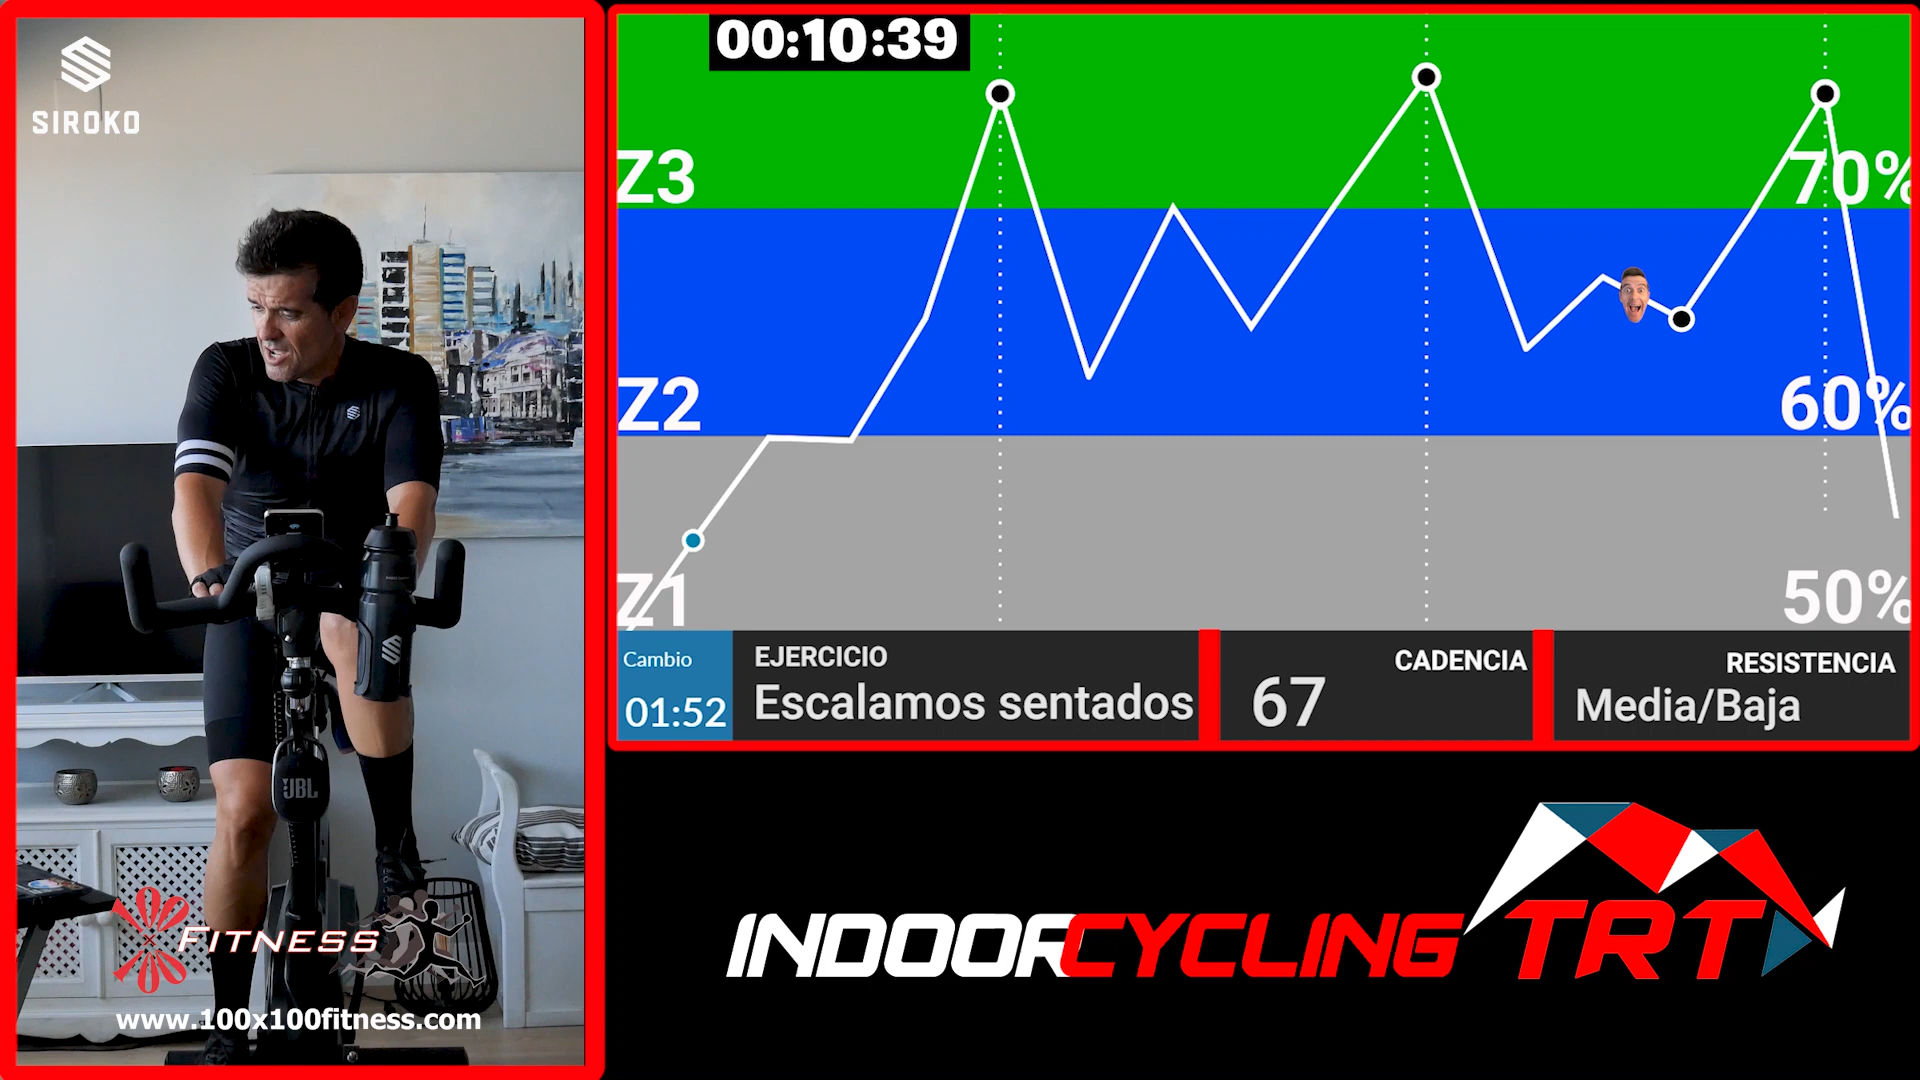 SIROKO
JBL
FITNESS
www.100x100fitness.com
00:10:39
Z3
70%
Z2
60%
Z1
50%
Cambio
01:52
EJERCICIO
Escalamos sentados
CADENCIA
67
RESISTENCIA
Media/Baja
INDOORCYCLING TRT